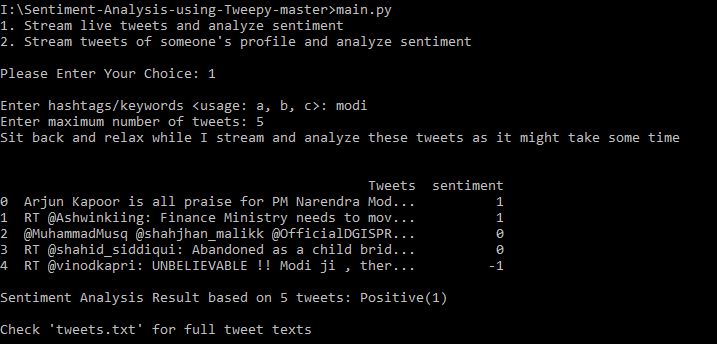 I:\Sentiment-Analysis-using-Tweepy-master>main.py
1. Stream live tweets and analyze sentiment
2. Stream tweets of someone's profile and analyze sentiment
Please Enter Your Choice: 1
Enter hashtags/keywords <usage: a, b, c>: modi
Enter maximum number of tweets: 5
Sit back and relax while I stream and analyze these tweets as it might take some time
Tweets sentiment
0 Arjun Kapoor is all praise for PM Narendra Mod... 1
1 RT @Ashwinkiing: Finance Ministry needs to mov... 1
2 @MuhammadMusq @shahjhan_malikk @OfficialDGISPR... 0
3 RT @shahid_siddiqui: Abandoned as a child brid... 0
4 RT @vinodkapri: UNBELIEVABLE !! Modi ji , ther... -1
Sentiment Analysis Result based on 5 tweets: Positive(1)
Check 'tweets.txt' for full tweet texts